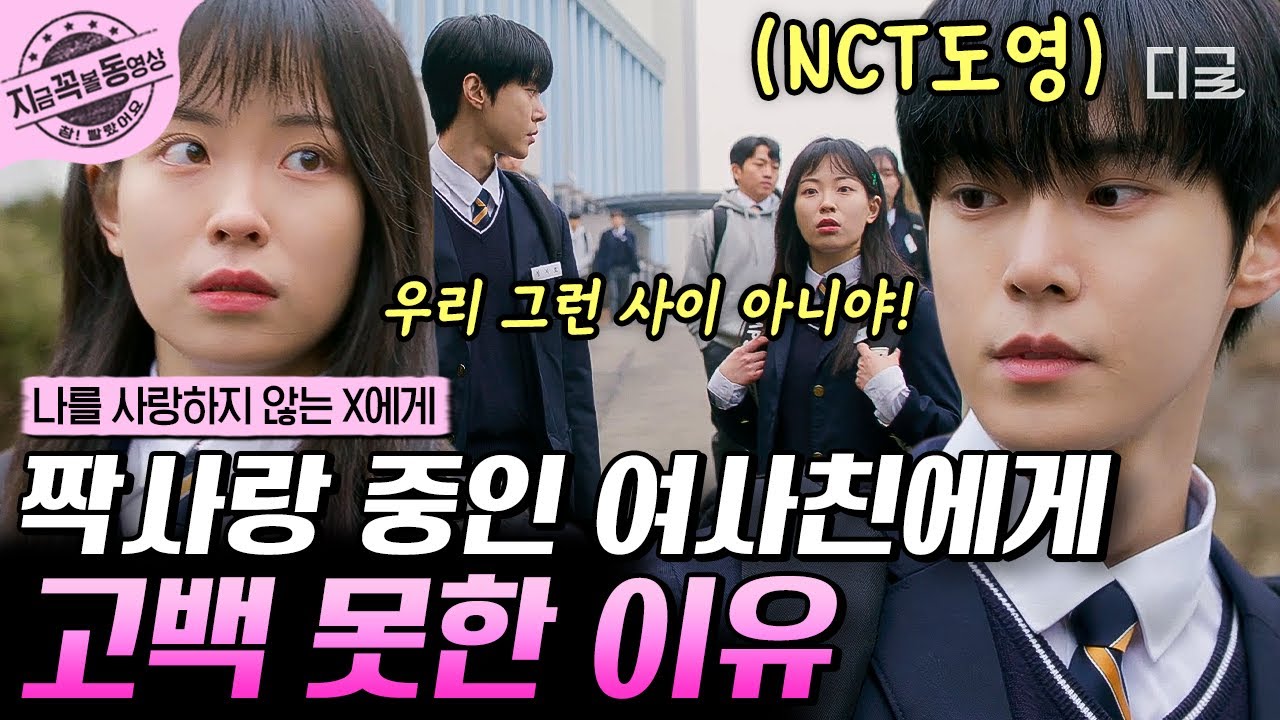 지금꼭볼동영상
참! 잘 봤어요
(NCT도영)
디글
우리 그런 사이 아니야!
나를 사랑하지 않는 X에게
짝사랑 중인 여사친에게
고백 못한 이유